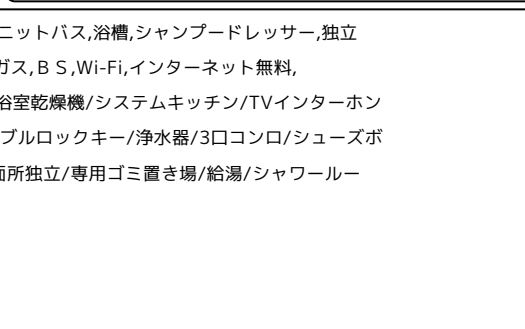 ニットバス,浴槽,シャンプードレッサー,独立
ガス,ＢＳ,Wi-Fi,インターネット無料,
浴室乾燥機/システムキッチン/TVインターホン
ブルロックキー/浄水器/3口コンロ/シューズボ
面所独立/専用ゴミ置き場/給湯/シャワールー